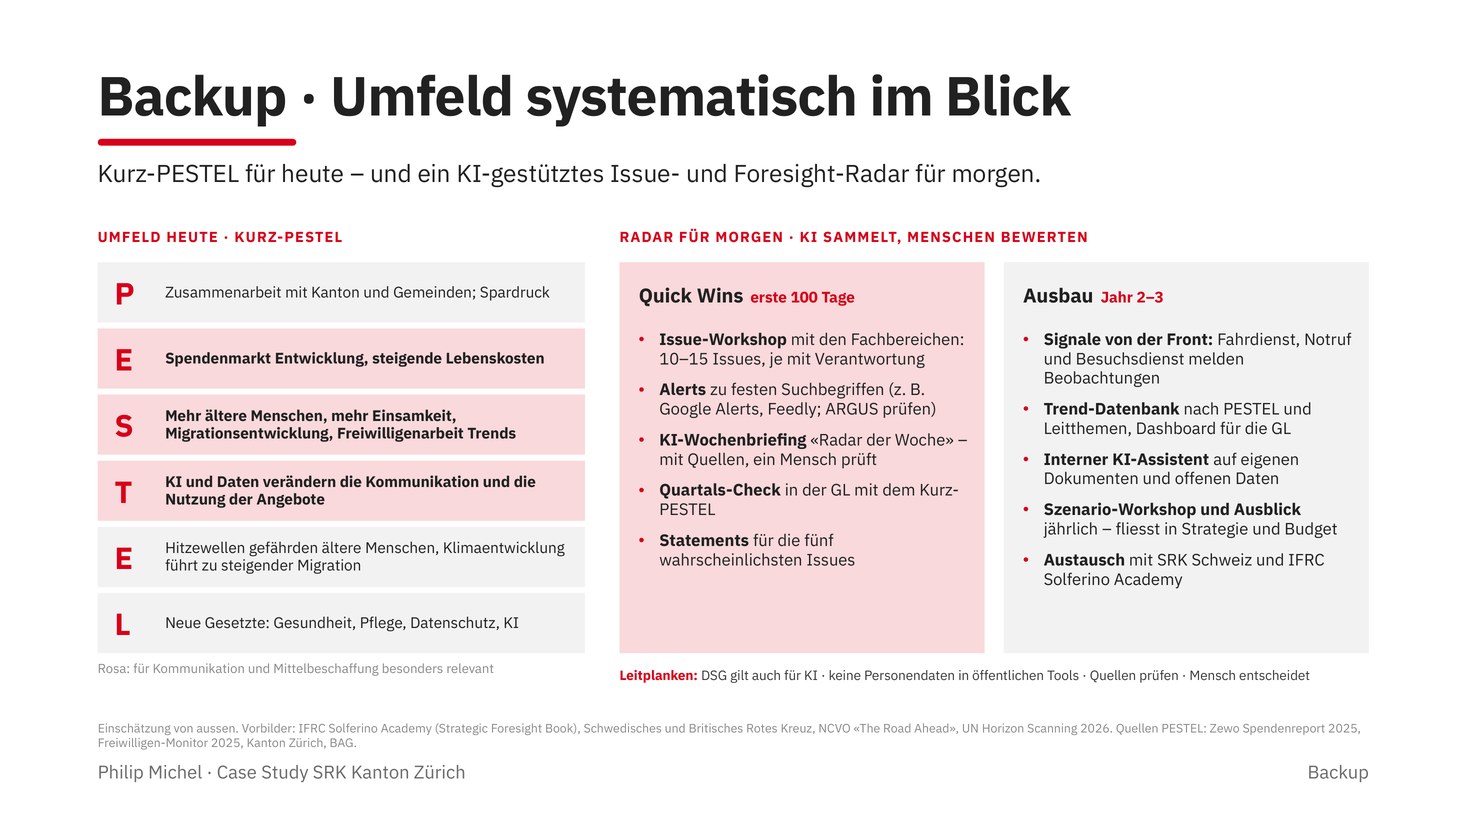 Backup · Umfeld systematisch im Blick
Kurz-PESTEL für heute – und ein KI-gestütztes Issue- und Foresight-Radar für morgen.
UMFELD HEUTE · KURZ-PESTEL
P
Zusammenarbeit mit Kanton und Gemeinden; Spardruck
E
Spendenmarkt Entwicklung, steigende Lebenskosten
S
Mehr ältere Menschen, mehr Einsamkeit,
Migrationsentwicklung, Freiwilligenarbeit Trends
T
KI und Daten verändern die Kommunikation und die
Nutzung der Angebote
E
Hitzewellen gefährden ältere Menschen, Klimaentwicklung
führt zu steigender Migration
L
Neue Gesetze: Gesundheit, Pflege, Datenschutz, KI
Rosa: für Kommunikation und Mittelbeschaffung besonders relevant
RADAR FÜR MORGEN · KI SAMMELT, MENSCHEN BEWERTEN
Quick Wins erste 100 Tage
• Issue-Workshop mit den Fachbereichen:
10–15 Issues, je mit Verantwortung
• Alerts zu festen Suchbegriffen (z. B.
Google Alerts, Feedly; ARGUS prüfen)
• KI-Wochenbriefing «Radar der Woche» –
mit Quellen, ein Mensch prüft
• Quartals-Check in der GL mit dem Kurz-
PESTEL
• Statements für die fünf
wahrscheinlichsten Issues
Ausbau Jahr 2–3
• Signale von der Front: Fahrdienst, Notruf
und Besuchsdienst melden
Beobachtungen
• Trend-Datenbank nach PESTEL und
Leitthemen, Dashboard für die GL
• Interner KI-Assistent auf eigenen
Dokumenten und offenen Daten
• Szenario-Workshop und Ausblick
jährlich – fliesst in Strategie und Budget
• Austausch mit SRK Schweiz und IFRC
Solferino Academy
Leitplanken: DSG gilt auch für KI · keine Personendaten in öffentlichen Tools · Quellen prüfen · Mensch entscheidet
Einschätzung von aussen. Vorbilder: IFRC Solferino Academy (Strategic Foresight Book), Schwedisches und Britisches Rotes Kreuz, NCVO «The Road Ahead», UN Horizon Scanning 2026. Quellen PESTEL: Zewo Spendenreport 2025,
Freiwilligen-Monitor 2025, Kanton Zürich, BAG.
Philip Michel · Case Study SRK Kanton Zürich
Backup